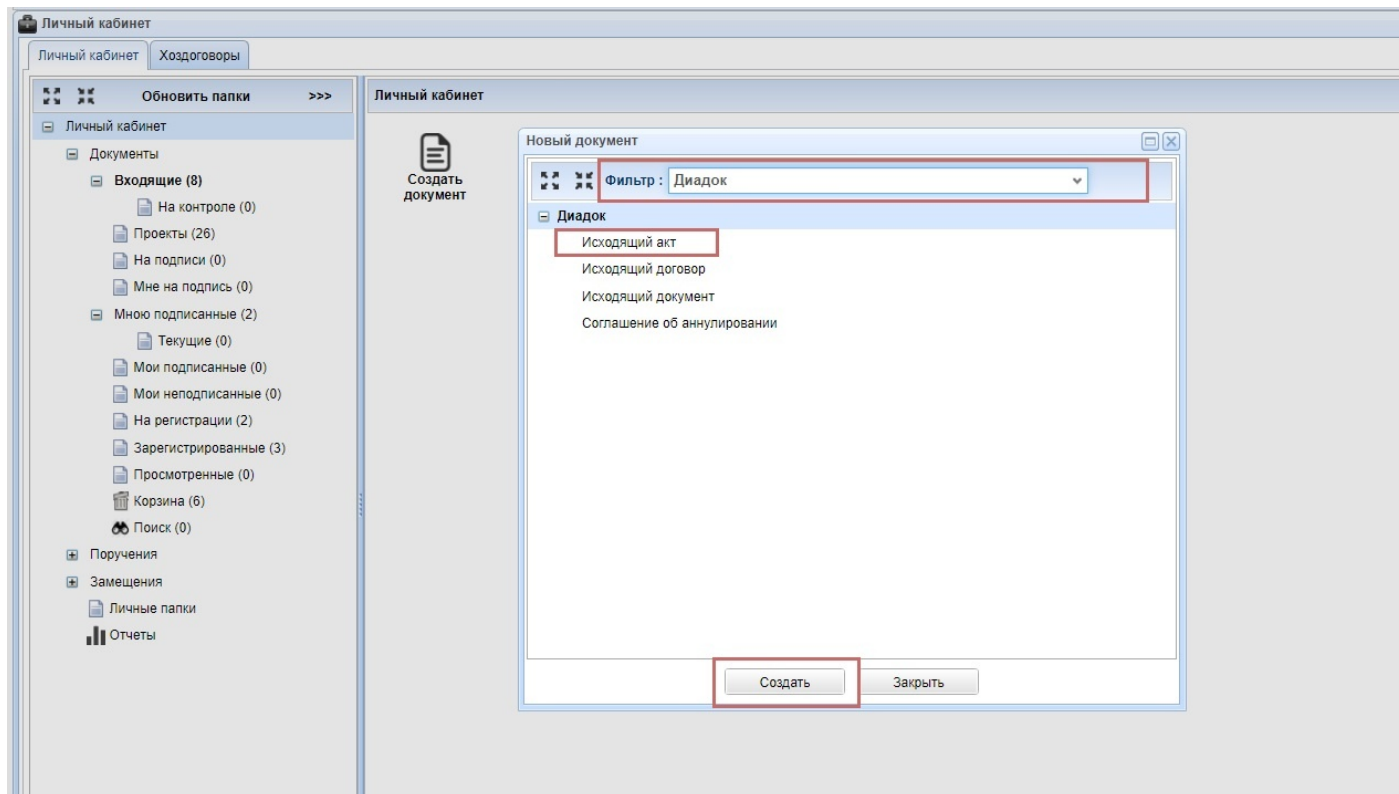 Личный кабинет
Личный кабинет
Хоздоговоры
Обновить папки >>>
Личный кабинет
Документы
Входящие (8)
На контроле (0)
Проекты (26)
На подписи (0)
Мне на подпись (0)
Мною подписанные (2)
Текущие (0)
Мои подписанные (0)
Мои неподписанные (0)
На регистрации (2)
Зарегистрированные (3)
Просмотренные (0)
Корзина (6)
Поиск (0)
Поручения
Замещения
Личные папки
Отчеты
Личный кабинет
Создать
документ
Новый документ
Фильтр : Диадок
Диадок
Исходящий акт
Исходящий договор
Исходящий документ
Соглашение об аннулировании
Создать
Закрыть